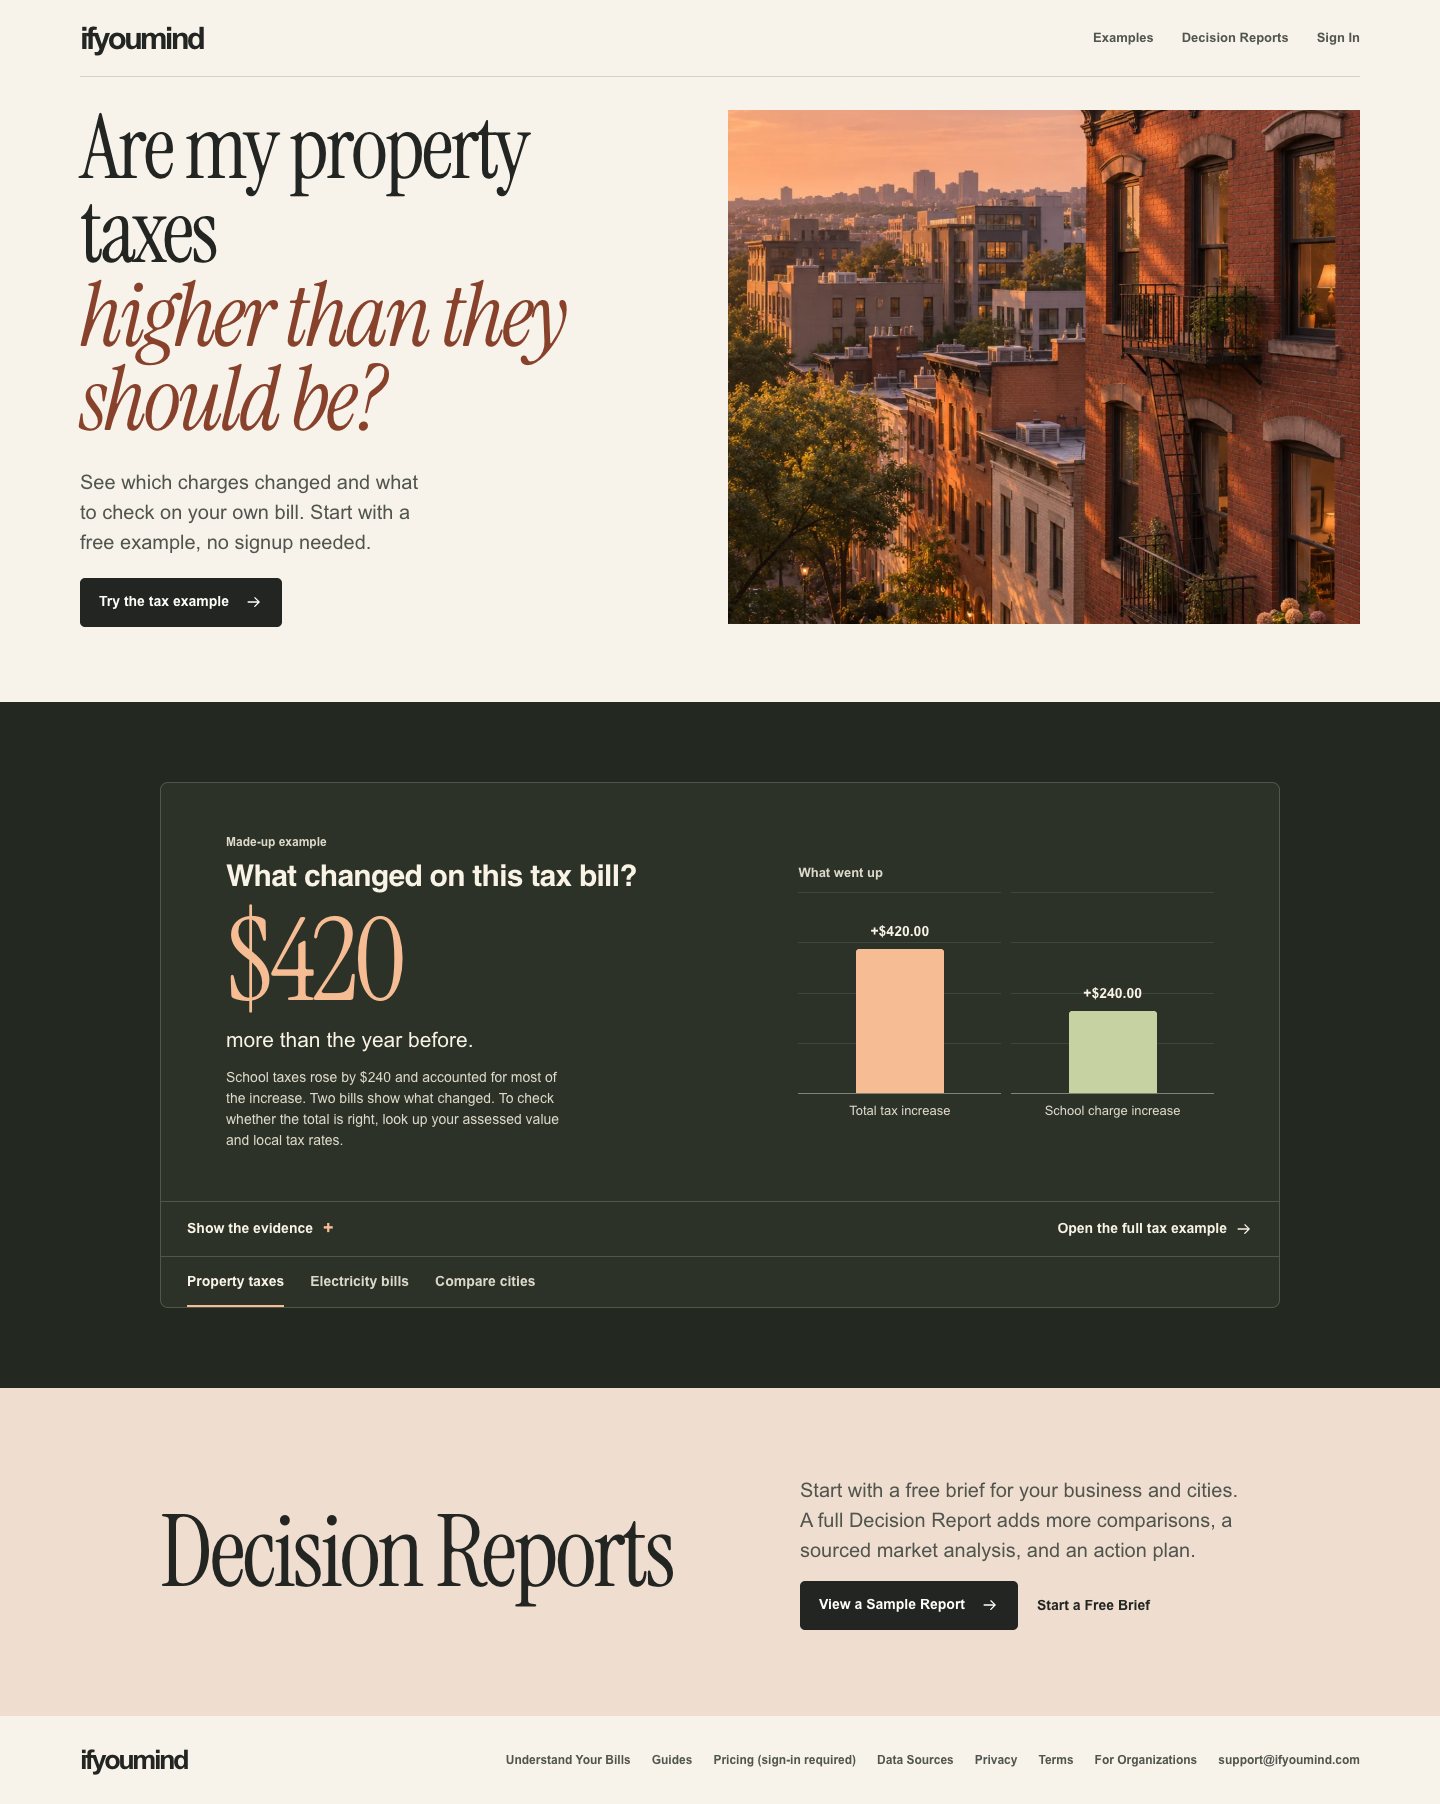 ifyoumind
Examples
Decision Reports
Sign In
Are my property
taxes
higher than they
should be?
See which charges changed and what
to check on your own bill. Start with a
free example, no signup needed.
Try the tax example
Made-up example
What changed on this tax bill?
$420
more than the year before.
School taxes rose by $240 and accounted for most of
the increase. Two bills show what changed. To check
whether the total is right, look up your assessed value
and local tax rates.
What went up
+$420.00
+$240.00
Total tax increase
School charge increase
Show the evidence +
Open the full tax example
Property taxes
Electricity bills
Compare cities
Decision Reports
Start with a free brief for your business and cities.
A full Decision Report adds more comparisons, a
sourced market analysis, and an action plan.
View a Sample Report
Start a Free Brief
ifyoumind
Understand Your Bills
Guides
Pricing (sign-in required)
Data Sources
Privacy
Terms
For Organizations
support@ifyoumind.com